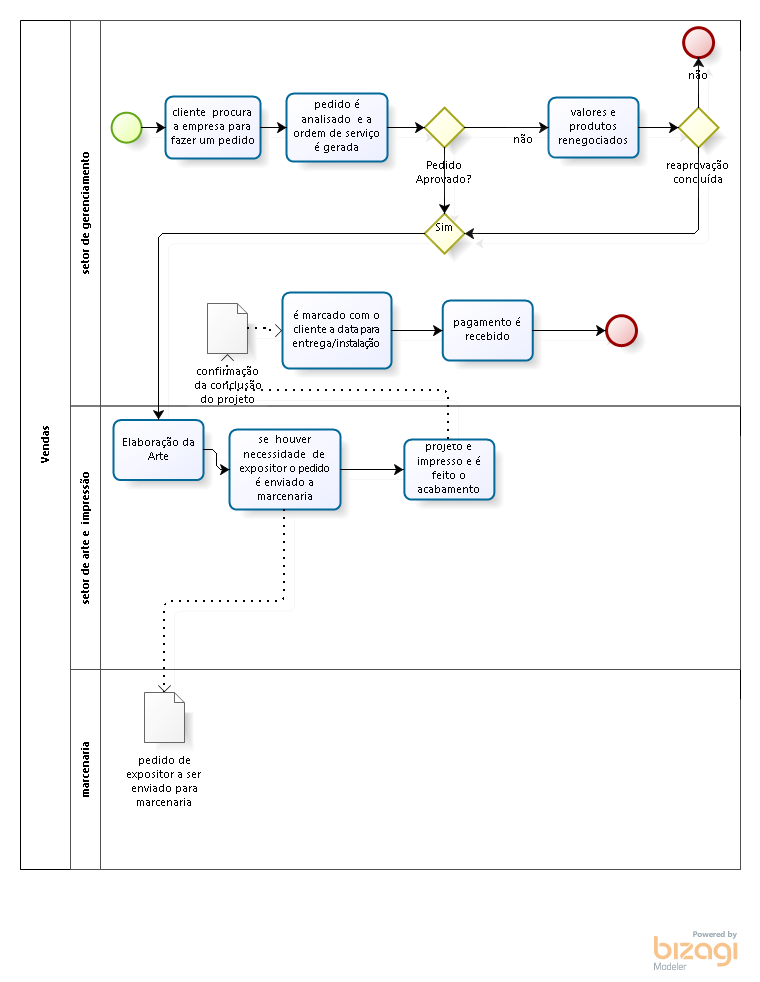 Vendas
setor de gerenciamento
cliente procura
a empresa para
fazer um pedido
pedido é
analisado e a
ordem de serviço
é gerada
Pedido
Aprovado?
não
valores e
produtos
renegociados
reaprovação
concluída
não
Sim
confirmação
da conclusão
do projeto
é marcado com o
cliente a data para
entrega/instalação
pagamento é
recebido
setor de arte e impressão
Elaboração da
Arte
se houver
necessidade de
expositor o pedido
é enviado a
marcenaria
projeto e
impresso e é
feito o
acabamento
marcenaria
pedido de
expositor a ser
enviado para
marcenaria
Powered by
bizagi
Modeler